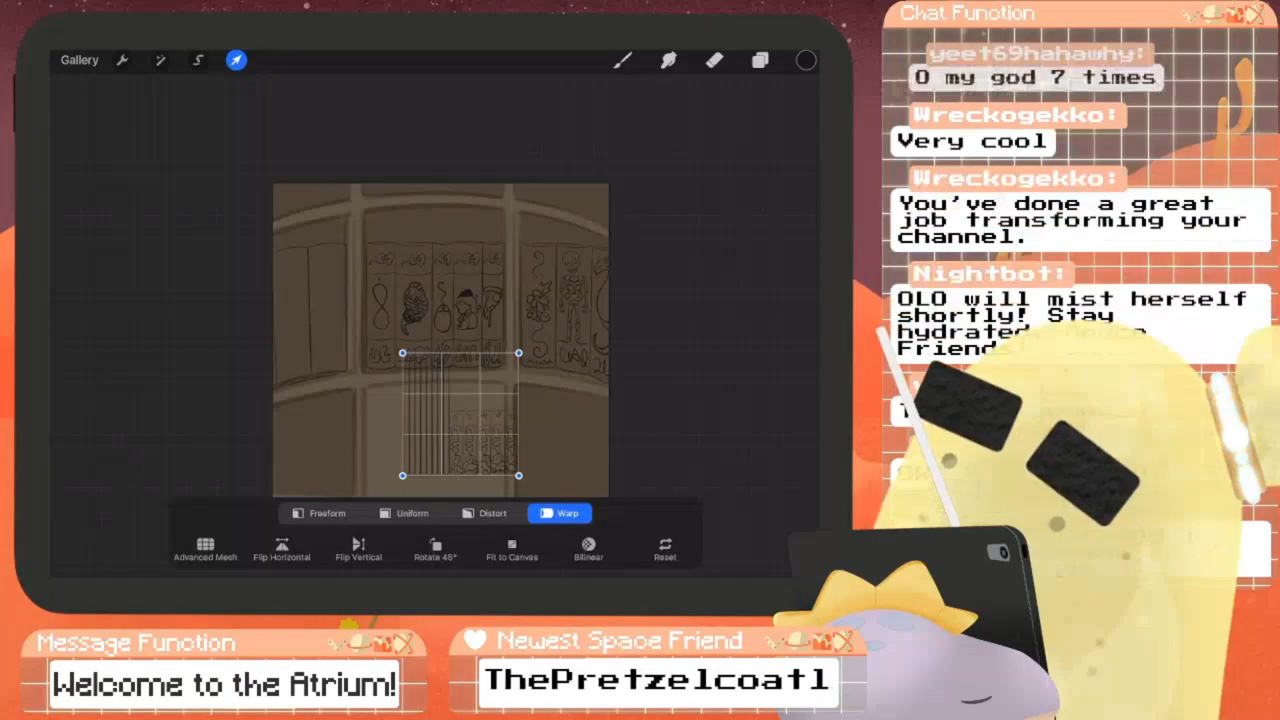 Gallery
Freeform
Uniform
Distort
Warp
Advanced Mesh
Flip Horizontal
Flip Vertical
Rotate 45°
Fit to Canvas
Bilinear
Reset
Chat Function
yeet69hahawhy:
O my god 7 times
Wreckogekko:
Very cool
Wreckogekko:
You've done a great
job transforming your
channel.
Nightbot:
OLO will mist herself
shortly! Stay
hydrated
Friends
Message Function
Welcome to the Atrium!
Newest Space Friend
ThePretzelcoatl